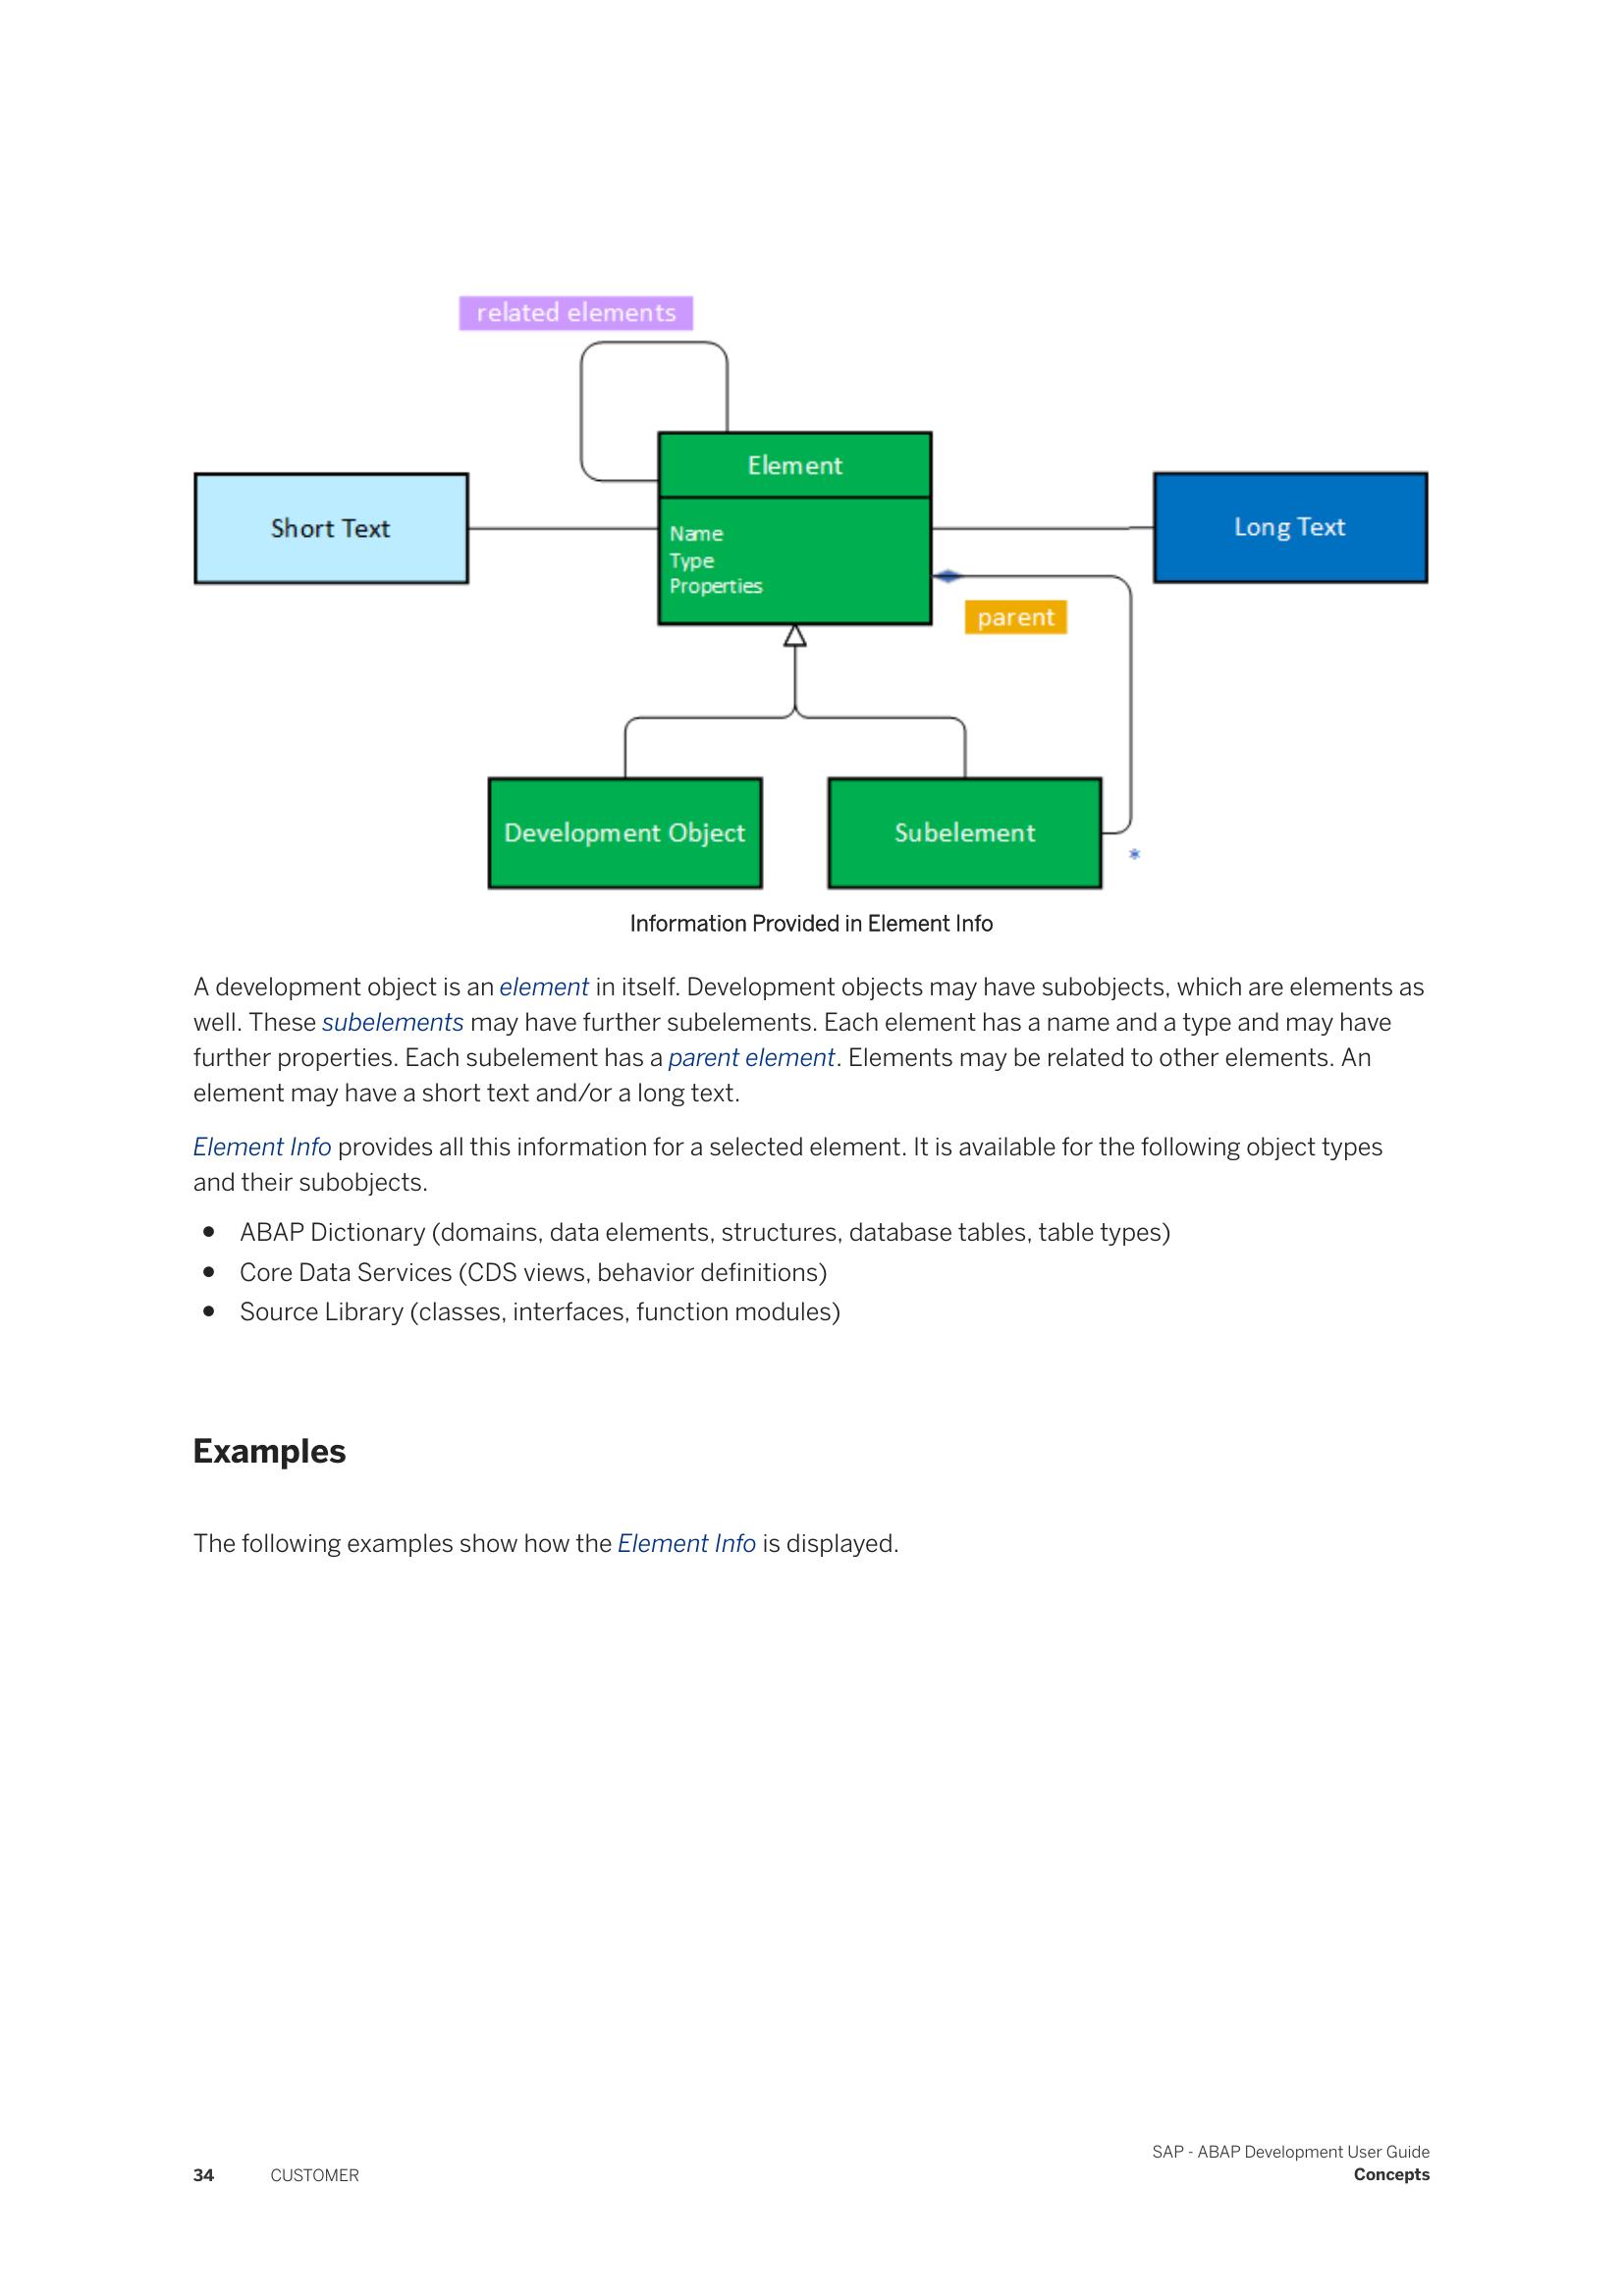 related elements
Element
Short Text
Long Text
Name
Type
Properties
parent
Development Object
Subelement
*
Information Provided in Element Info
A development object is an element in itself. Development objects may have subobjects, which are elements as
well. These subelements may have further subelements. Each element has a name and a type and may have
further properties. Each subelement has a parent element. Elements may be related to other elements. An
element may have a short text and/or a long text.
Element Info provides all this information for a selected element. It is available for the following object types
and their subobjects.
• ABAP Dictionary (domains, data elements, structures, database tables, table types)
• Core Data Services (CDS views, behavior definitions)
• Source Library (classes, interfaces, function modules)
Examples
The following examples show how the Element Info is displayed.
SAP - ABAP Development User Guide
34 CUSTOMER Concepts